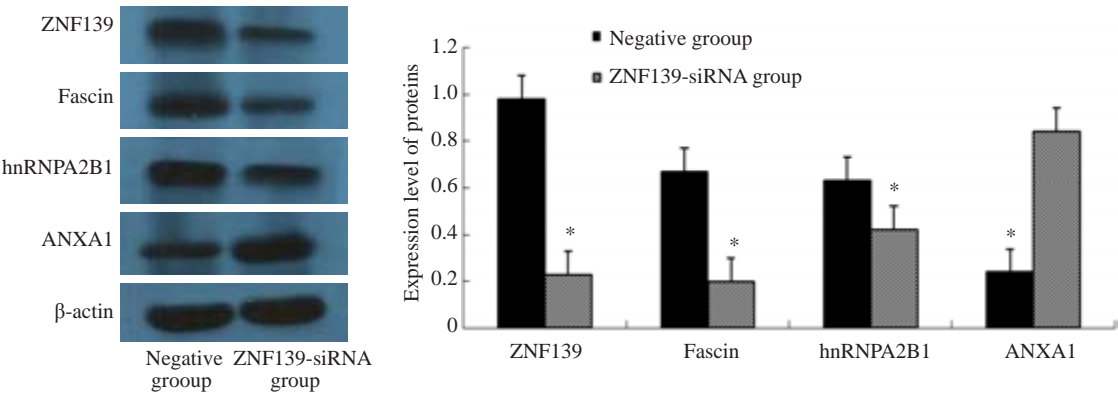 ZNF139
Fascin
hnRNPA2B1
ANXA1
β-actin
Negative grooup
ZNF139-siRNA group
Expression level of proteins
1.2
1.0
0.8
0.6
0.4
0.2
0
Negative grooup
ZNF139-siRNA group
*
*
*
*
ZNF139
Fascin
hnRNPA2B1
ANXA1